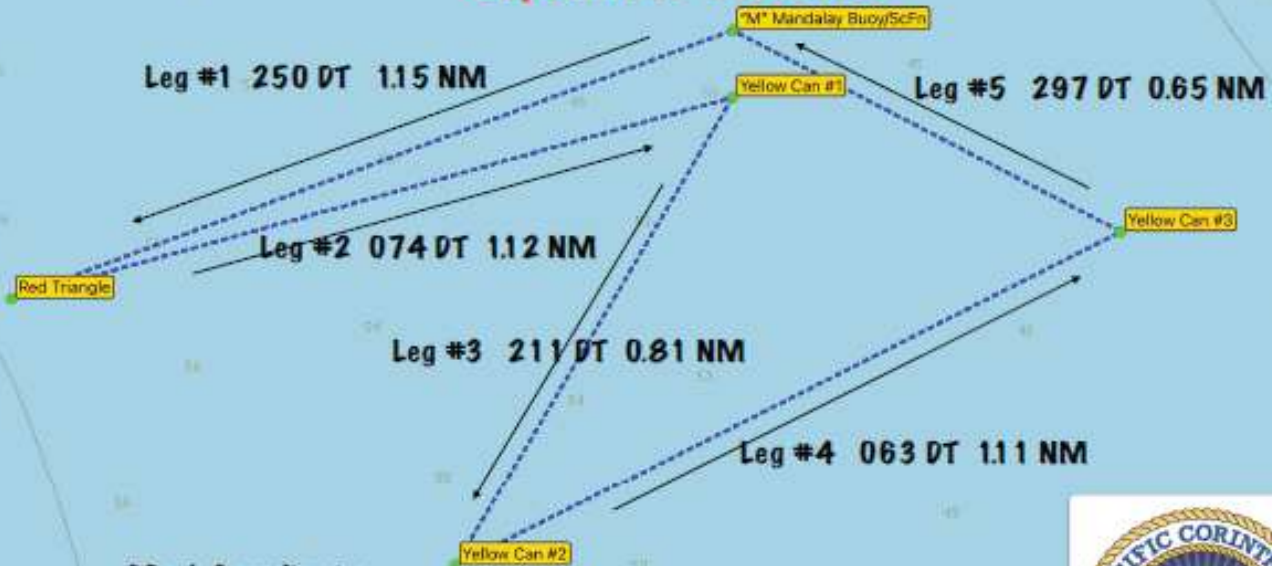 "M" Mandalay Buoy/ScFn
Leg #1 250 DT 1.15 NM
Yellow Can #1
Leg #5 297 DT 0.65 NM
Yellow Can #3
Leg #2 074 DT 1.12 NM
Red Triangle
Leg #3 211 DT 0.81 NM
Leg #4 063 DT 1.11 NM
Yellow Can #2